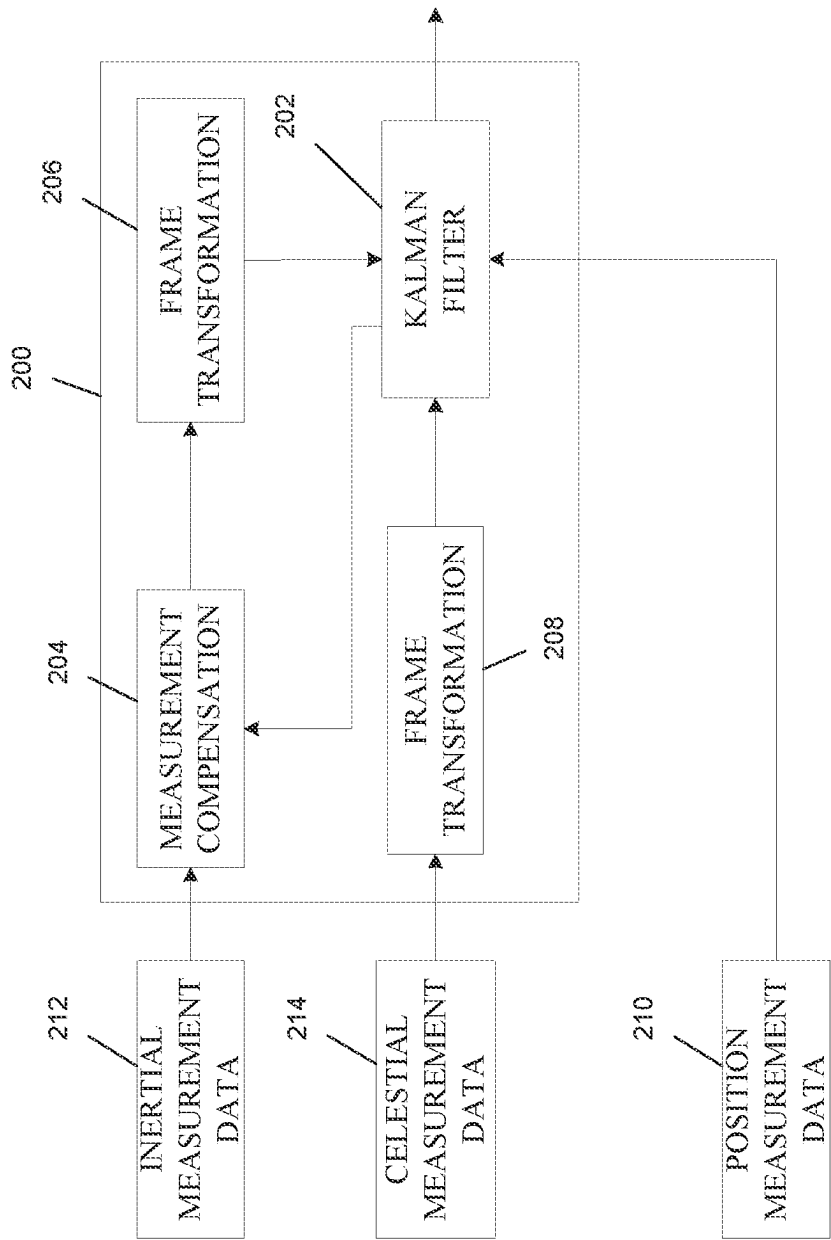 200
212
INERTIAL
MEASUREMENT
DATA
204
MEASUREMENT
COMPENSATION
206
FRAME
TRANSFORMATION
214
CELESTIAL
MEASUREMENT
DATA
FRAME
TRANSFORMATION
208
KALMAN
FILTER
202
210
POSITION
MEASUREMENT
DATA